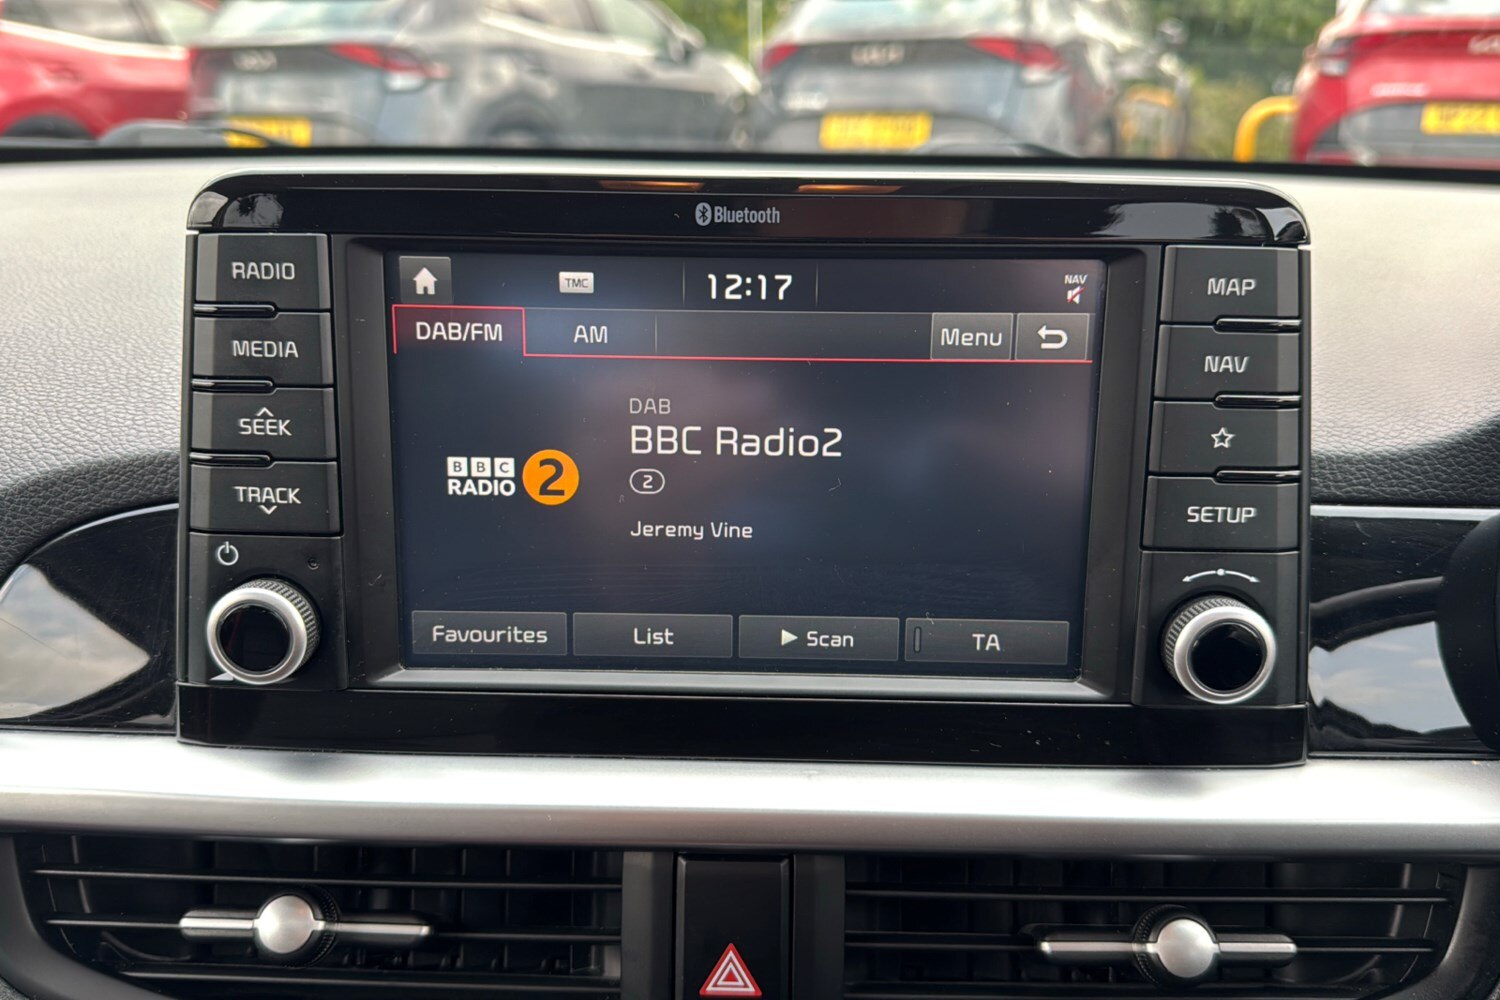 Bluetooth
RADIO
MEDIA
SEEK
TRACK
TMC
12:17
NAV
DAB/FM
AM
Menu
DAB
BBC Radio2
2
Jeremy Vine
BBC
RADIO 2
Favourites
List
Scan
TA
MAP
NAV
SETUP